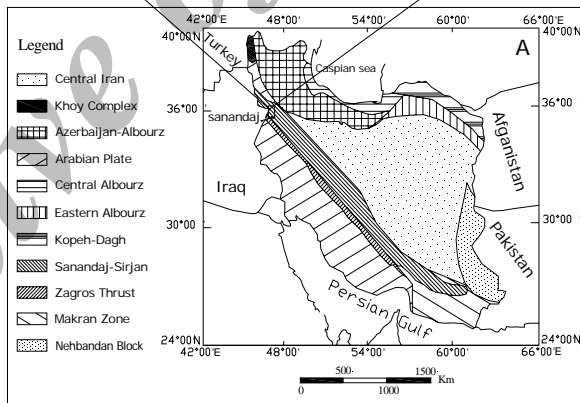 42°00'E 48°00' 54°00' 60°00' 66°00'E
40°00'N
36°00'
30°00'
24°00'N
40°00'N
36°00'
30°00'
24°00'N
A
Turkey
Caspian sea
sanandaj
Afganistan
Iraq
Pakistan
Persian Gulf
Legend
Central Iran
Khoy Complex
Azerbaijan-Albourz
Arabian Plate
Central Albourz
Eastern Albourz
Kopeh-Dagh
Sanandaj-Sirjan
Zagros Thrust
Makran Zone
Nehbandan Block
42°00'E 48°00' 54°00' 60°00' 66°00'E
500· 1500·
Km
0 1000